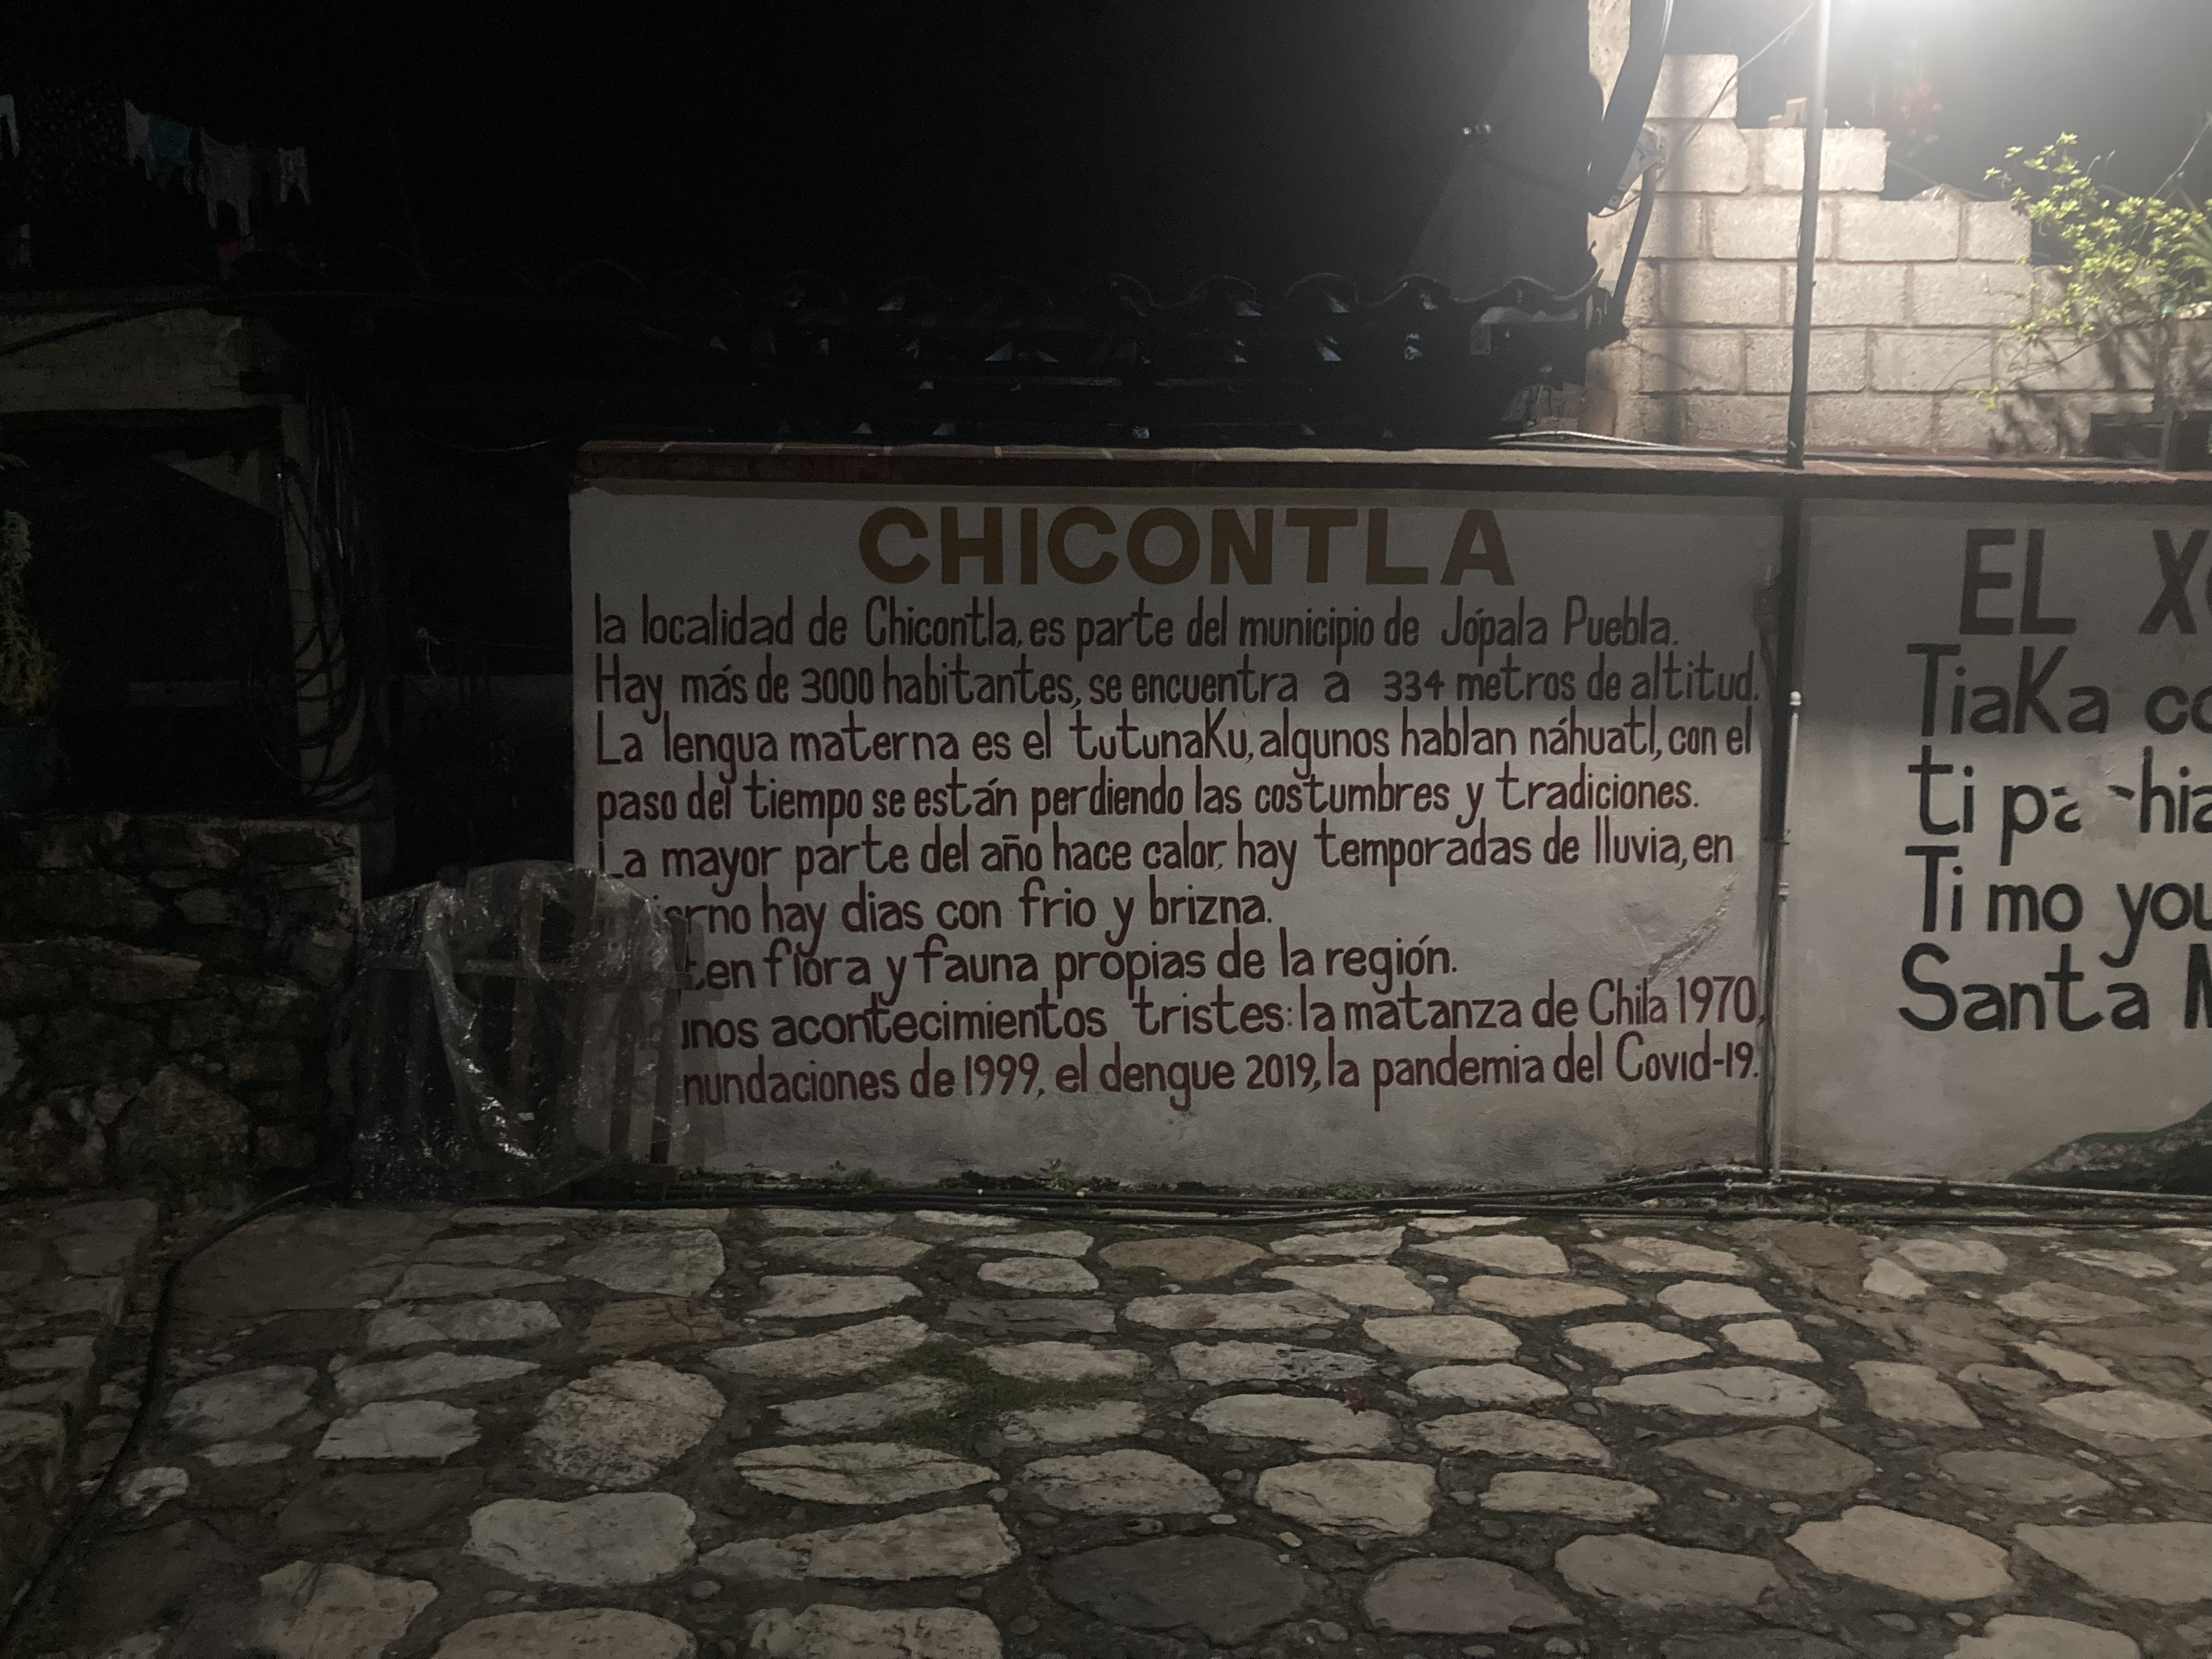 CHICONTLA
la localidad de Chicontla, es parte del municipio de Jópala Puebla.
Hay más de 3000 habitantes, se encuentra a 334 metros de altitud.
La lengua materna es el tutunaKu, algunos hablan náhuatl, con el
paso del tiempo se están perdiendo las costumbres y tradiciones.
La mayor parte del año hace calor, hay temporadas de lluvia, en
hay dias con frio y brizna.
flora y fauna propias de la región.
acontecimientos tristes: la matanza de Chila 1970,
nundaciones de 1999, el dengue 2019, la pandemia del Covid-19.
EL
TiaKa
ti
Ti mo
Santa